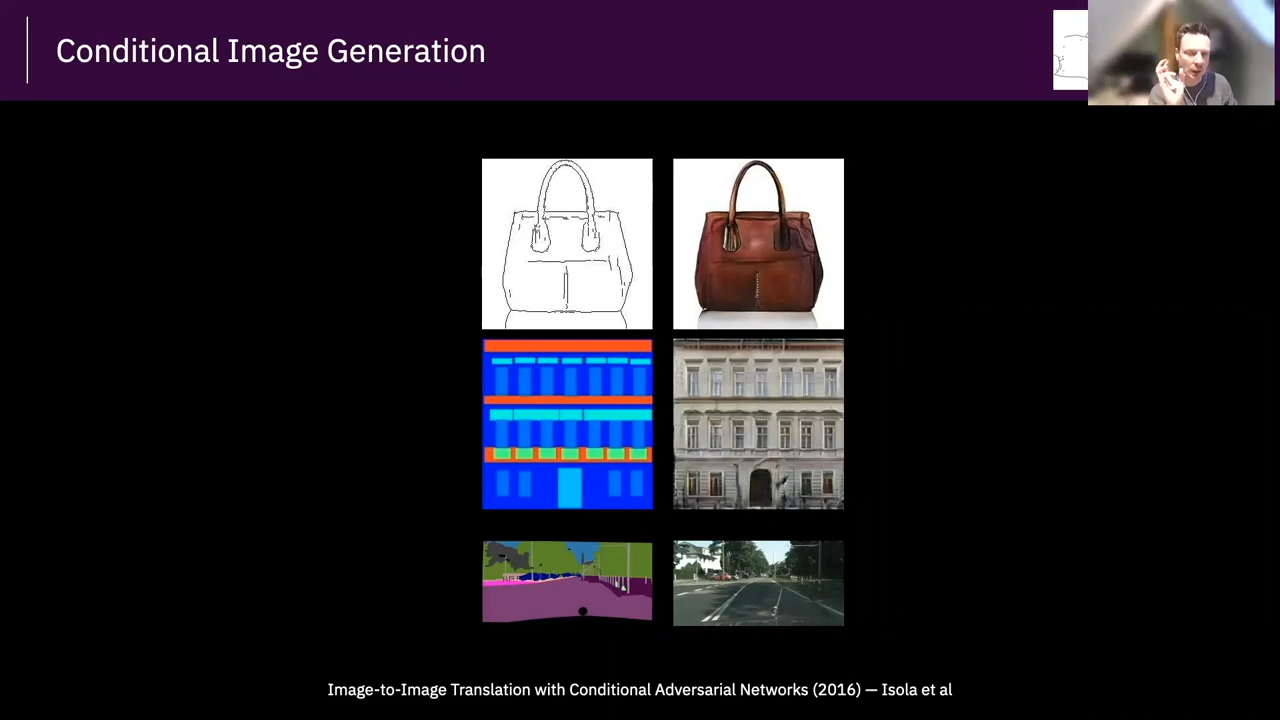 Conditional Image Generation
Image-to-Image Translation with Conditional Adversarial Networks (2016) — Isola et al